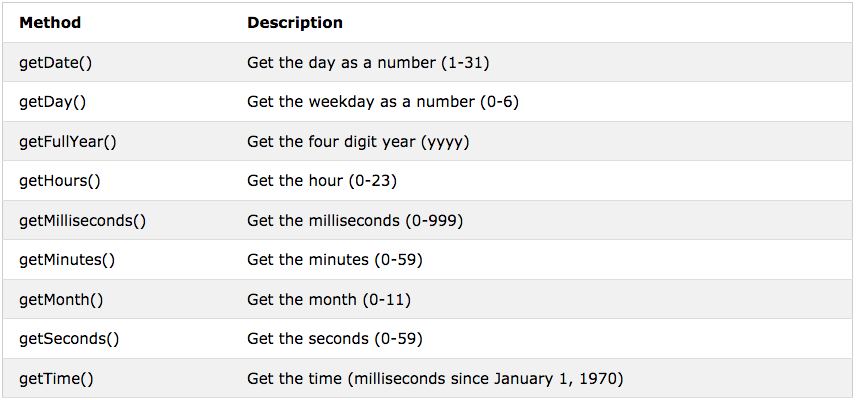 Method Description
getDate() Get the day as a number (1-31)
getDay() Get the weekday as a number (0-6)
getFullYear() Get the four digit year (yyyy)
getHours() Get the hour (0-23)
getMilliseconds() Get the milliseconds (0-999)
getMinutes() Get the minutes (0-59)
getMonth() Get the month (0-11)
getSeconds() Get the seconds (0-59)
getTime() Get the time (milliseconds since January 1, 1970)